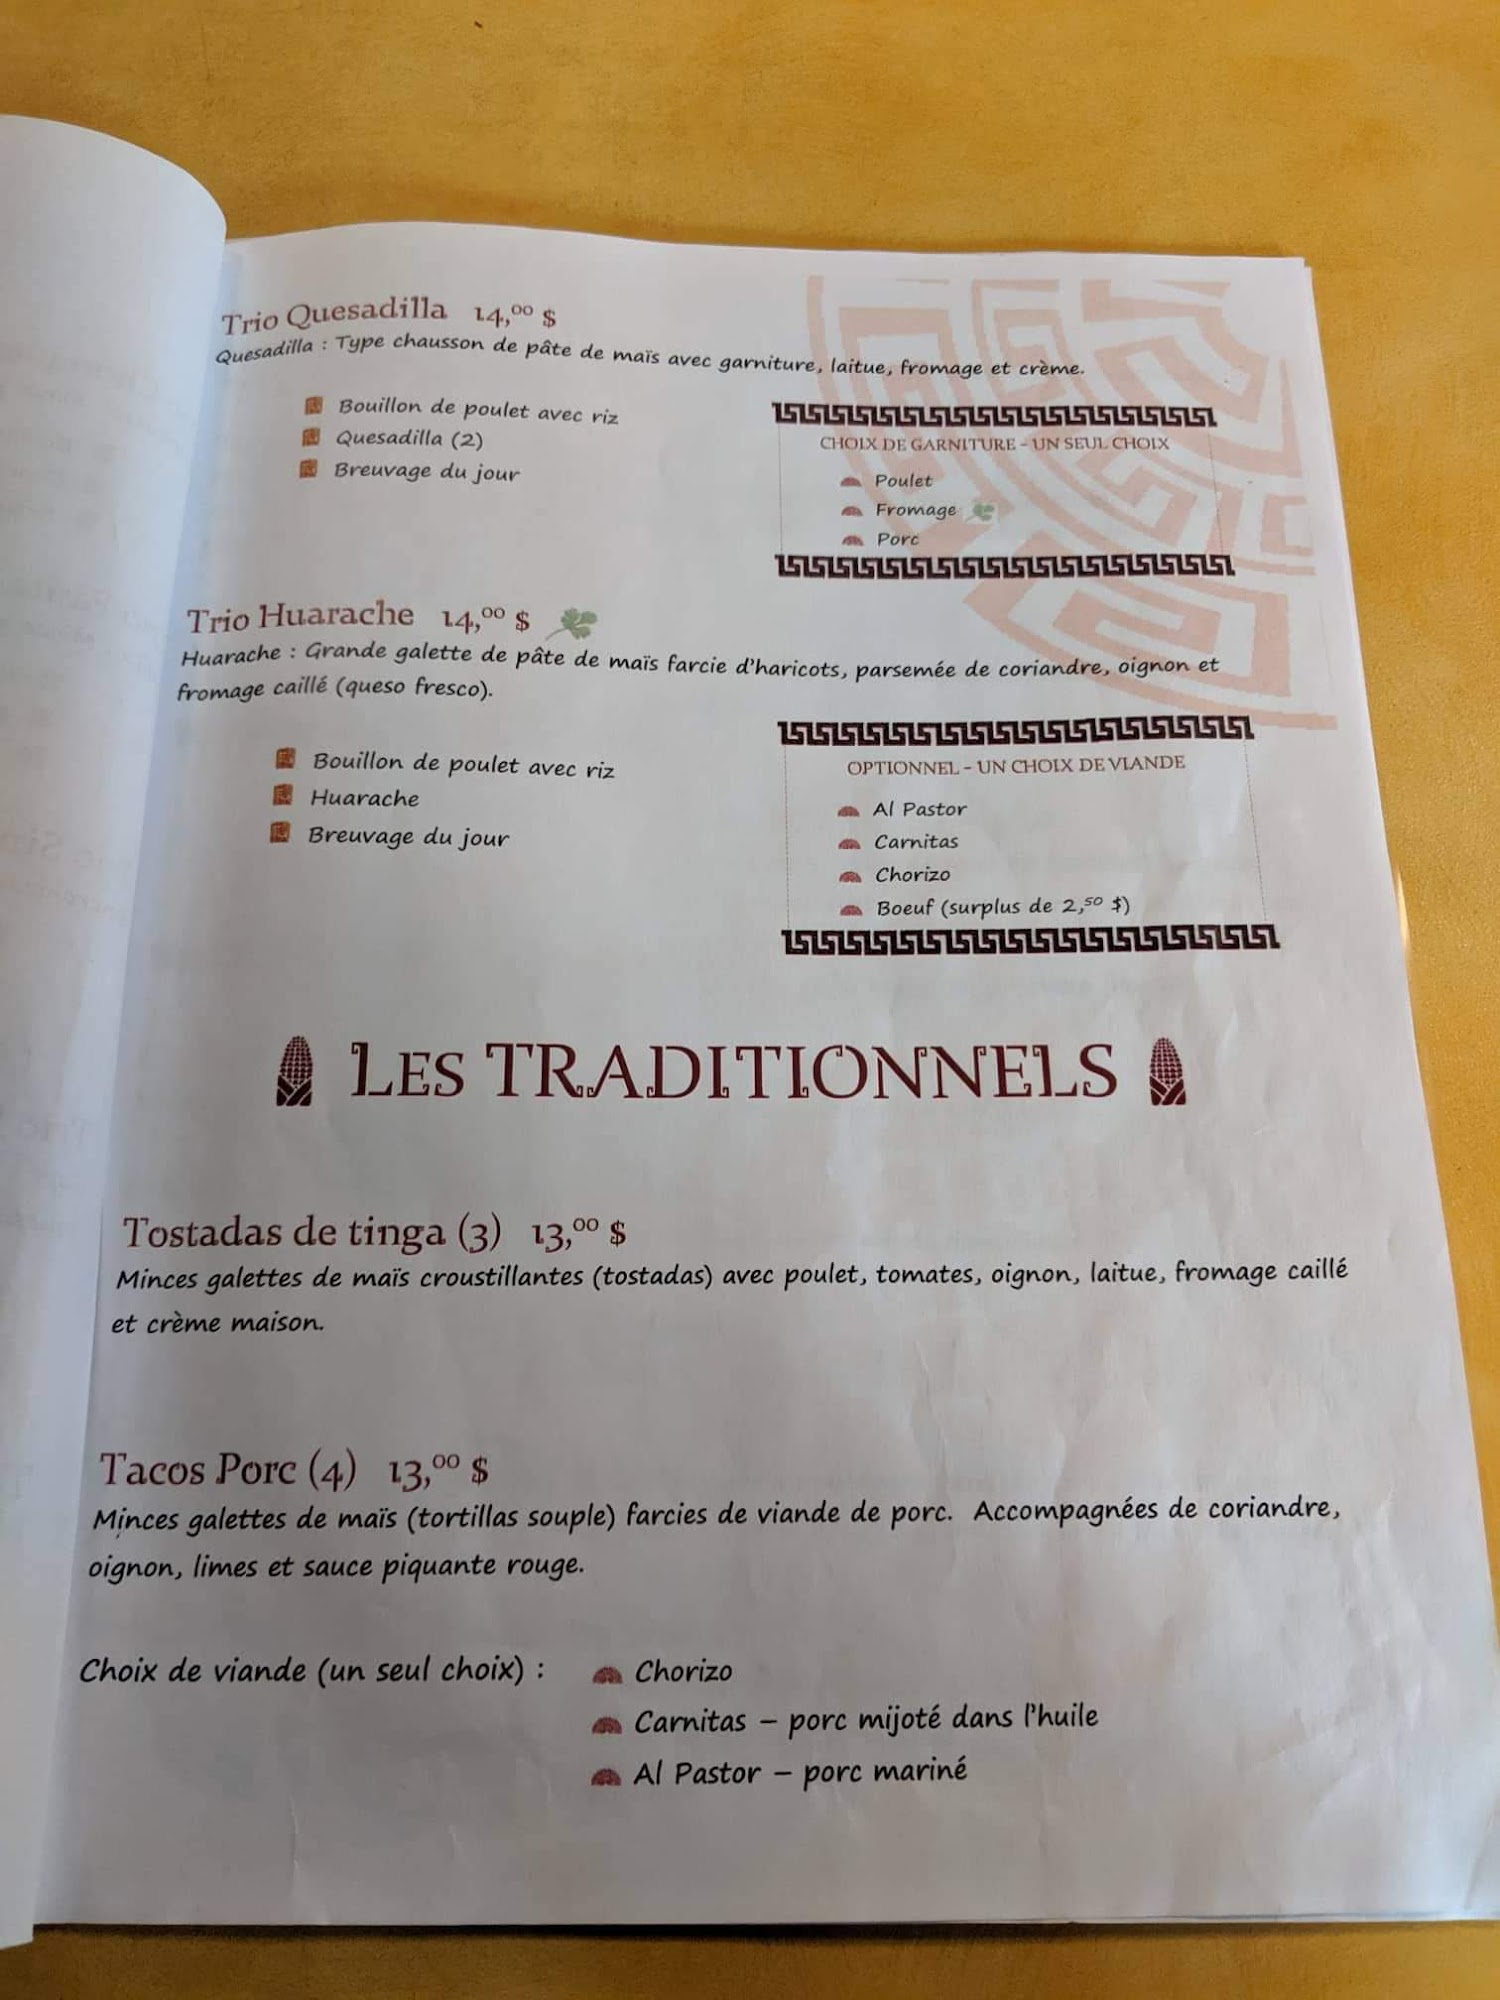 Trio Quesadilla 14,00 $
Quesadilla : Type chausson de pâte de maïs avec garniture, laitue, fromage et crème.
Bouillon de poulet avec riz
Quesadilla (2)
Breuvage du jour
CHOIX DE GARNITURE – UN SEUL CHOIX
Poulet
Fromage
Porc
Trio Huarache 14,00 $
Huarache : Grande galette de pâte de maïs farcie d'haricots, parsemée de coriandre, oignon et
fromage caillé (queso fresco).
Bouillon de poulet avec riz
Huarache
Breuvage du jour
OPTIONNEL – UN CHOIX DE VIANDE
Al Pastor
Carnitas
Chorizo
Boeuf (surplus de 2,50 $)
LES TRADITIONNELS
Tostadas de tinga (3) 13,00 $
Minces galettes de maïs croustillantes (tostadas) avec poulet, tomates, oignon, laitue, fromage caillé
et crème maison.
Tacos Porc (4) 13,00 $
Minces galettes de maïs (tortillas souple) farcies de viande de porc. Accompagnées de coriandre,
oignon, limes et sauce piquante rouge.
Choix de viande (un seul choix) :
Chorizo
Carnitas – porc mijoté dans l'huile
Al Pastor – porc mariné